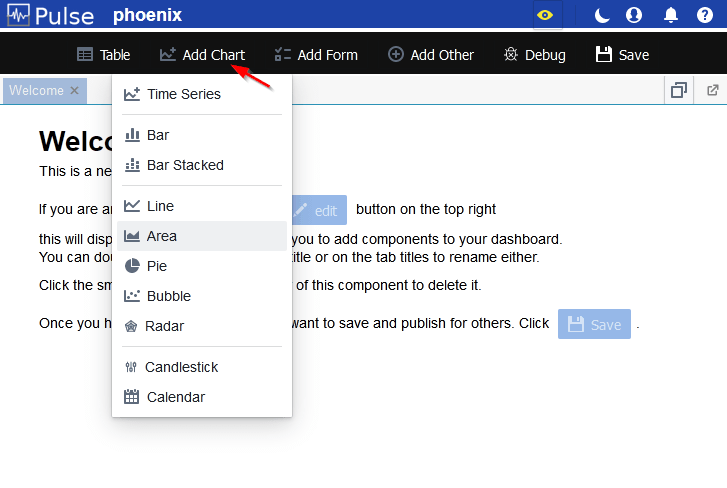 Pulse phoenix
Table Add Chart Add Form Add Other Debug Save
Welcome
Time Series
Bar
Bar Stacked
Line
Area
Pie
Bubble
Radar
Candlestick
Calendar
This is a ne
If you are edit button on the top right
this will disp you to add components to your dashboard.
You can title or on the tab titles to rename either.
Click the of this component to delete it.
Once you want to save and publish for others. Click Save .